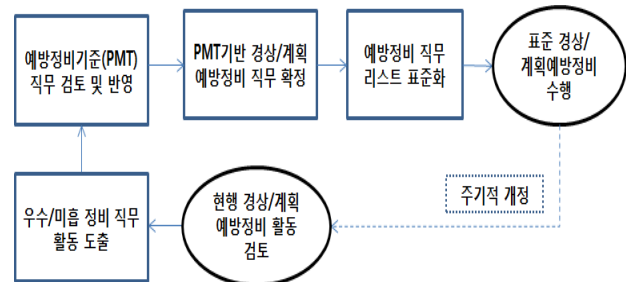 예방정비기준(PMT)
직무 검토 및 반영
PMT기반 경상/계획
예방정비 직무 확정
예방정비 직무
리스트 표준화
표준 경상/
계획예방정비
수행
주기적 개정
현행 경상/계획
예방정비 활동
검토
우수/미흡 정비 직무
활동 도출